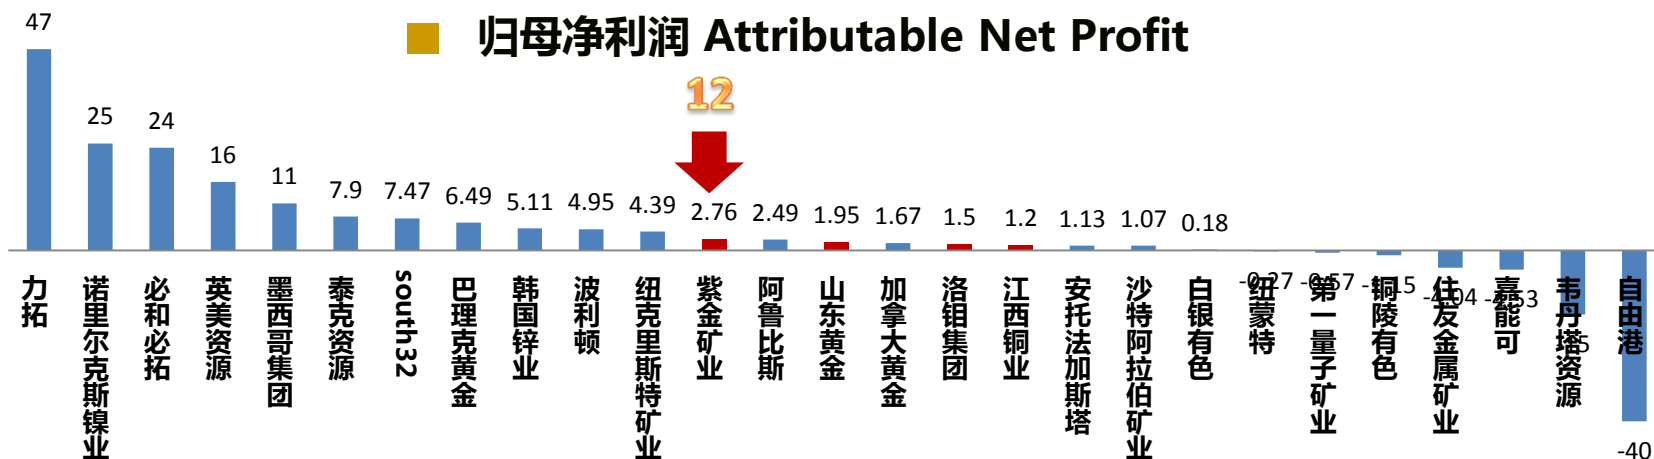 47
归母净利润 Attributable Net Profit
12
25
24
16
11
7.9
7.47
6.49
5.11
4.95
4.39
2.76
2.49
1.95
1.67
1.5
1.2
1.13
1.07
0.18
-0.27
-0.57
-40
力拓
诺里尔克斯镍业
必和必拓
英美资源
墨西哥集团
泰克资源
south32
巴理克黄金
韩国锌业
波利顿
纽克里斯特矿业
紫金矿业
阿鲁比斯
山东黄金
加拿大黄金
洛钼集团
江西铜业
安托法加斯塔
沙特阿拉伯矿业
白银有色
纽蒙特
第一量子矿业
铜陵有色
住友金属矿业
嘉能可
韦丹塔资源
自由港